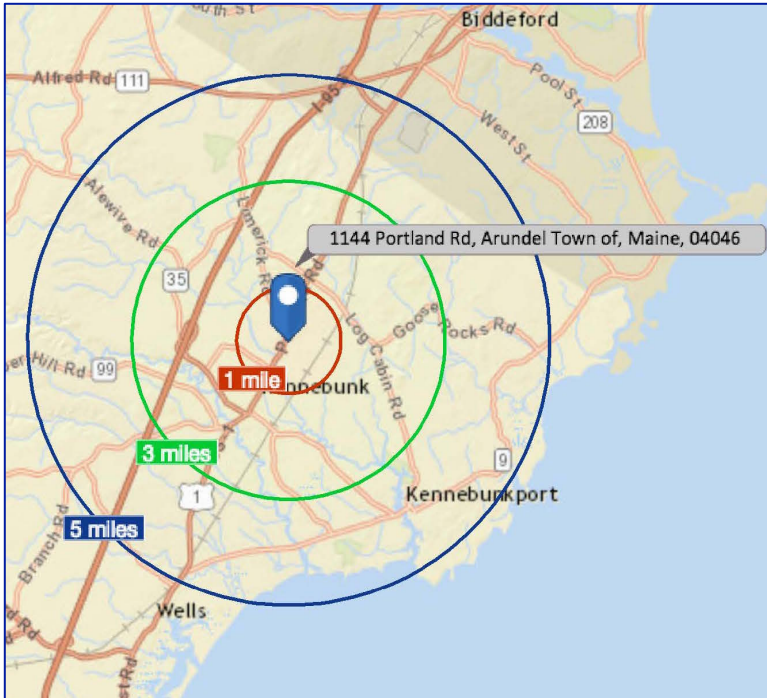 Biddeford
Alfred Rd 111
I-95
Pool St
208
West St
Alewive Rd
Limerick Rd
1144 Portland Rd, Arundel Town of, Maine, 04046
Rd
35
Goose Rocks Rd
Log Cabin Rd
99
1 mile
3 miles
1
9
Kennebunkport
5 miles
Branch Rd
Wells
Rd